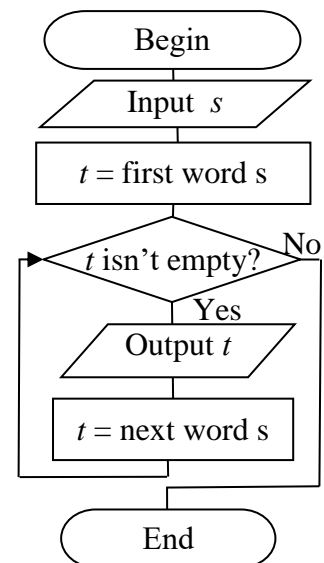 Begin
Input s
t = first word s
t isn't empty?
No
Yes
Output t
t = next word s
End